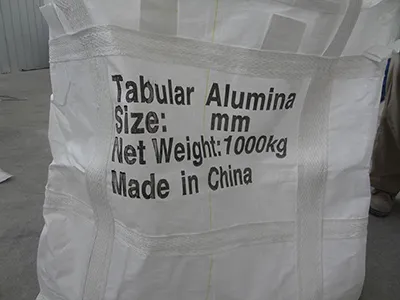 Tabular Alumina
Size: mm
Net Weight:1000kg
Made in China